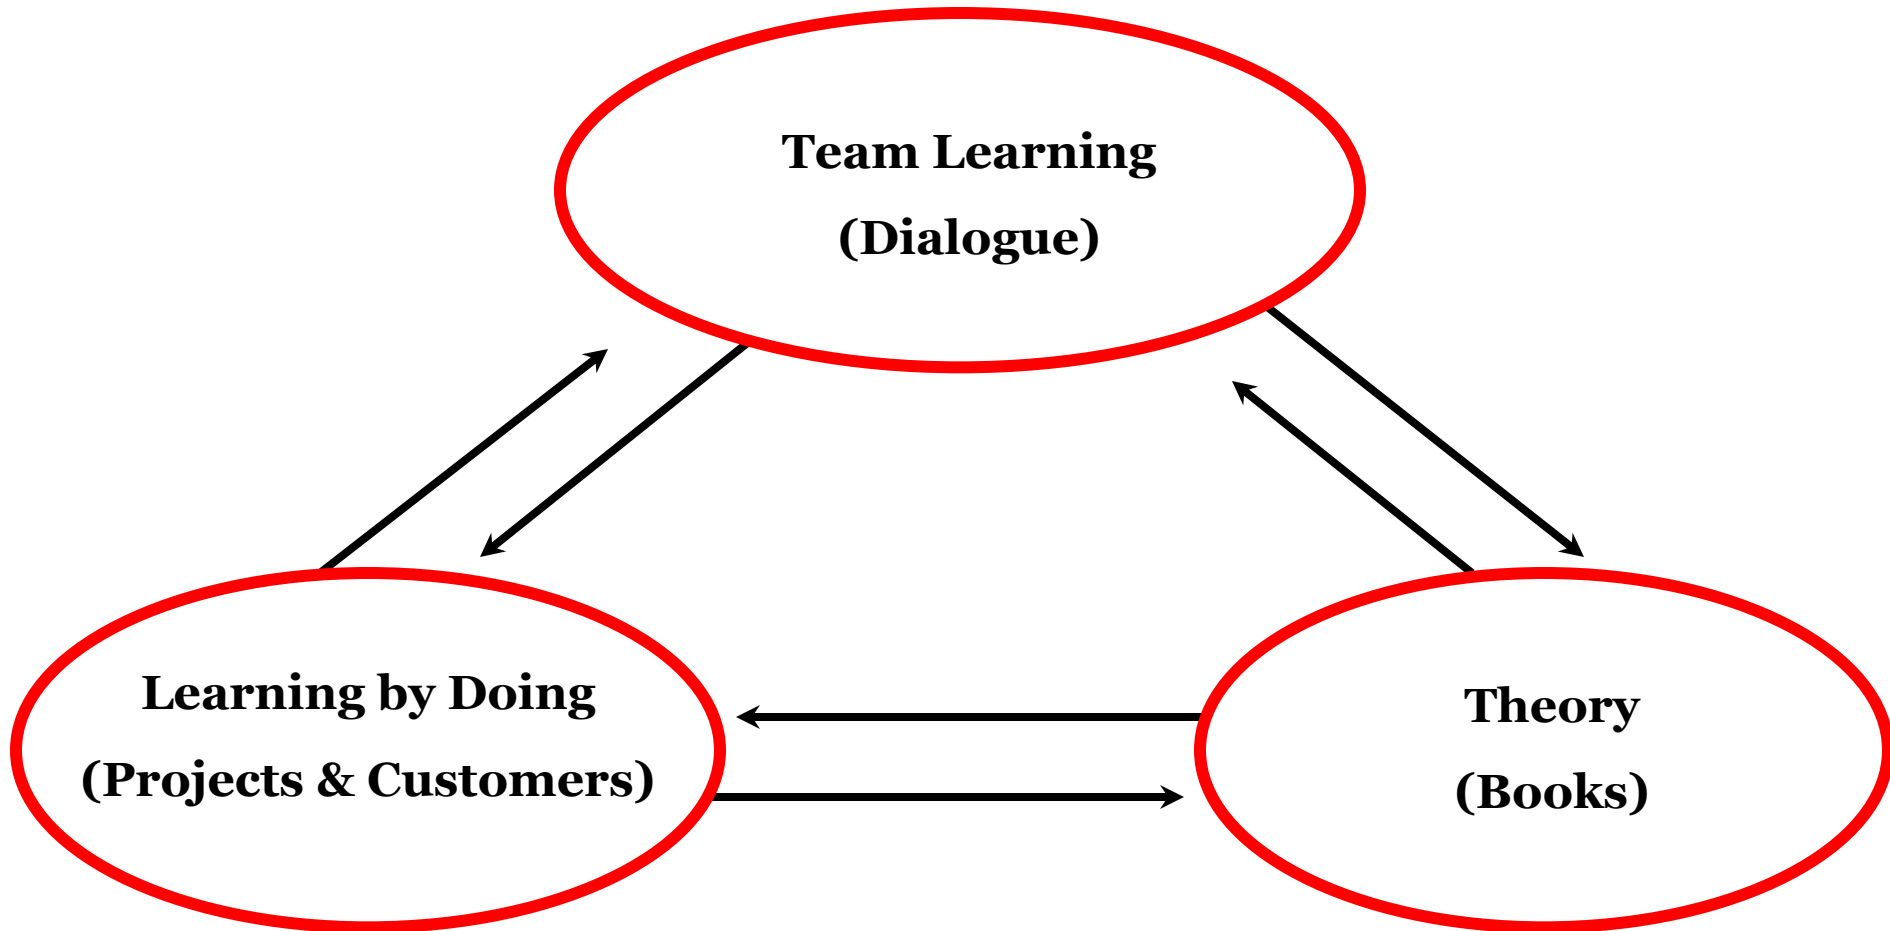 Team Learning
(Dialogue)
Learning by Doing
(Projects & Customers)
Theory
(Books)